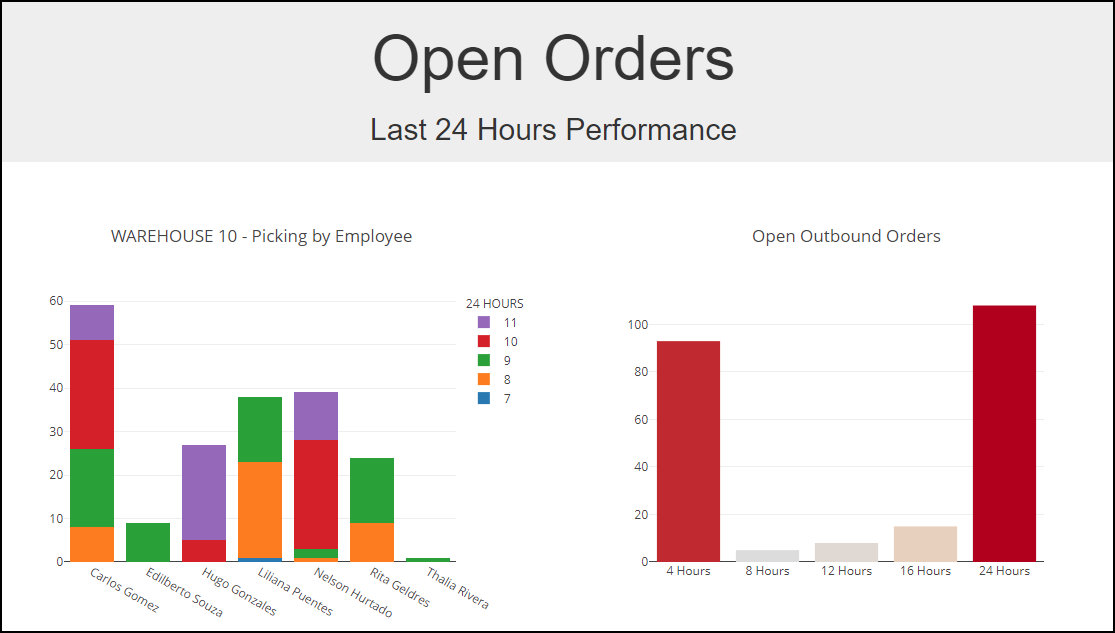 Open Orders
Last 24 Hours Performance
WAREHOUSE 10 - Picking by Employee
60
50
40
30
20
10
0
Carlos Gomez
Edilberto Souza
Hugo Gonzales
Liliana Puentes
Nelson Hurtado
Rita Geldres
Thalia Rivera
24 HOURS
11
10
9
8
7
Open Outbound Orders
100
80
60
40
20
0
4 Hours
8 Hours
12 Hours
16 Hours
24 Hours